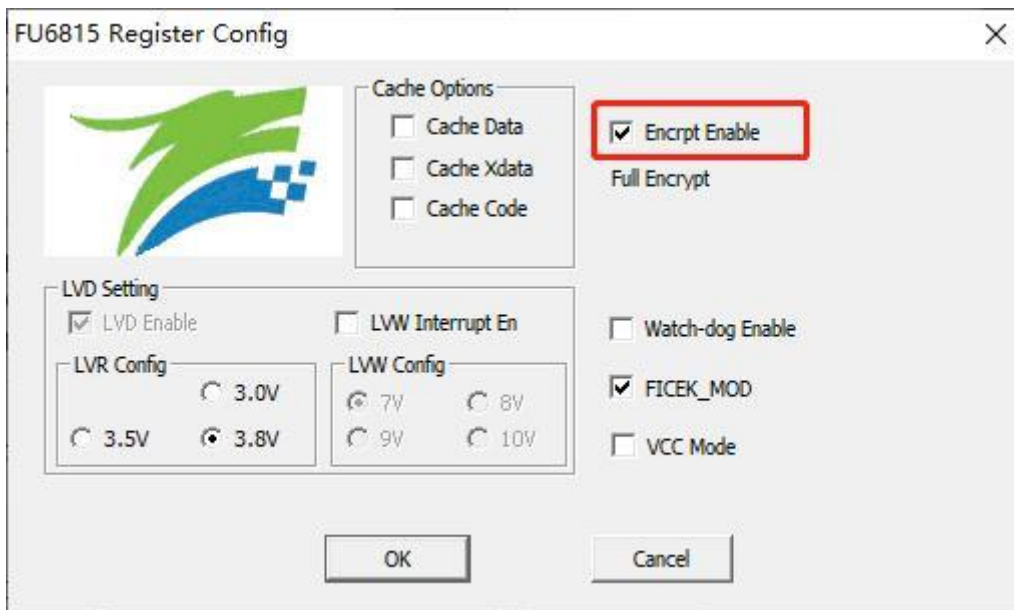 FU6815 Register Config
Cache Options
Cache Data
Cache Xdata
Cache Code
Encrpt Enable
Full Encrypt
LVD Setting
LVD Enable
LVW Interrupt En
LVR Config
3.0V
3.5V
3.8V
LVW Config
7V
8V
9V
10V
Watch-dog Enable
FICEK_MOD
VCC Mode
OK
Cancel